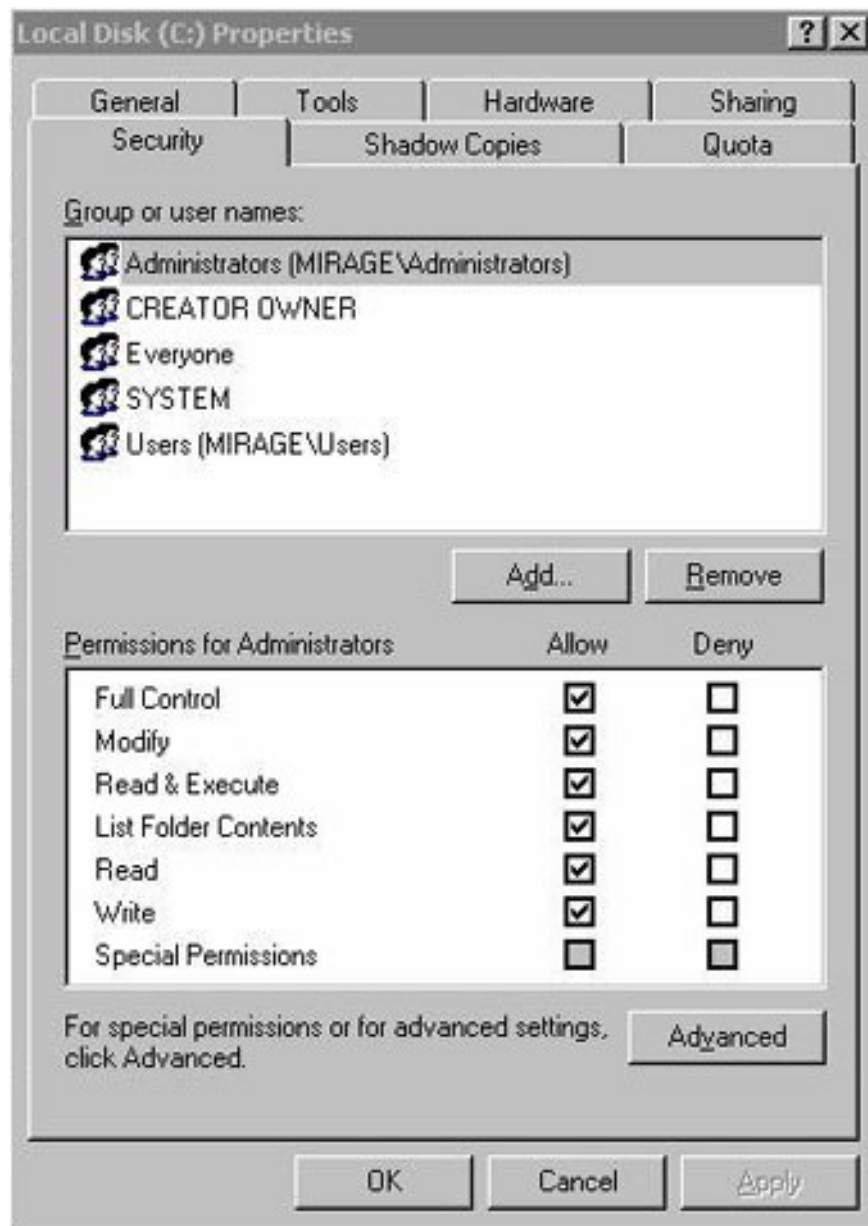 Local Disk (C:) Properties
General Tools Hardware Sharing
Security Shadow Copies Quota
Group or user names:
Administrators (MIRAGE\Administrators)
CREATOR OWNER
Everyone
SYSTEM
Users (MIRAGE\Users)
Add... Remove
Permissions for Administrators Allow Deny
Full Control
Modify
Read & Execute
List Folder Contents
Read
Write
Special Permissions
For special permissions or for advanced settings,
click Advanced.
Advanced
OK Cancel Apply